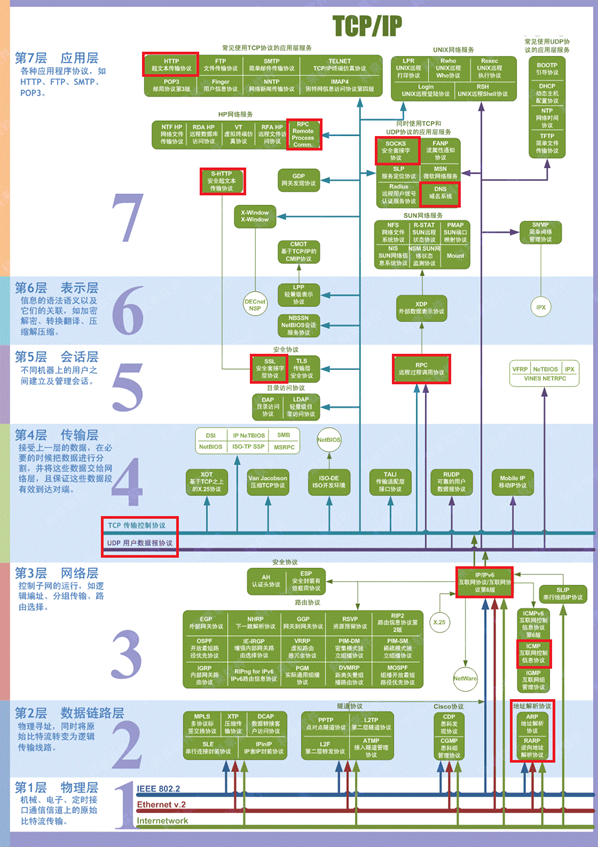 TCP/IP
第7层 应用层
各种应用程序协议，如
HTTP、FTP、SMTP、
POP3。
7
常见使用TCP协议的应用层服务
HTTP
超文本传输协议
FTP
文件传输协议
SMTP
简单邮件传输协议
TELNET
TCP/IP终端仿真协议
POP3
邮局协议第3版
Finger
用户信息协议
NNTP
网络新闻传输协议
IMAP4
因特网信息访问协议第四版
UNIX网络服务
LPR
UNIX远程
打印协议
Rwho
UNIX远程
Who协议
Rexec
UNIX远程
执行协议
Login
UNIX远程登陆协议
RSH
UNIX远程Shell协议
常见使用UDP协
议的应用层服务
BOOTP
引导协议
DHCP
动态主机
配置协议
NTP
网络时间
协议
TFTP
简单文件
传输协议
HP网络服务
NTF HP
网络文件
传输协议
RDA HP
远程数据库
访问协议
VT
虚拟终端仿
真协议
RFA HP
远程文件访
问协议
RPC
Remote
Process
Comm.
同时使用TCP和
UDP协议的应用层服务
SOCKS
安全套接字
协议
FANP
流属性通知
协议
SLP
服务定位协议
MSN
微软网络服务
Radius
远程用户拨号
认证服务协议
DNS
域名系统
S-HTTP
安全超文本
传输协议
GDP
网关发现协议
X-Window
X-Window
CMOT
基于TCP/IP的
CMIP协议
SUN网络服务
NFS
网络文件
系统协议
R-STAT
SUN远程
状态协议
PMAP
SUN端口
映射协议
NIS
SUN网络信
息系统协议
NSM SUN网
络状态
监测协议
Mount
SNMP
简单网络
管理协议
第6层 表示层
信息的语法语义以及
它们的关联，如加密
解密、转换翻译、压
缩解压缩。
6
DECnet
NSP
LPP
轻量级表示
协议
NBSSN
NetBIOS会话
服务协议
XDP
外部数据表示协议
IPX
第5层 会话层
不同机器上的用户之
间建立及管理会话。
5
安全协议
SSL
安全套接字
层协议
TLS
传输层
安全协议
目录访问协议
DAP
目录访问协
议
LDAP
轻量级目
录访问协议
RPC
远程过程调用协议
VFRP
NeTBIOS
IPX
VINES NETRPC
第4层 传输层
接受上一层的数据，在必
要的时候把数据进行分
割，并将这些数据交给网
络层，且保证这些数据段
有效到达对端。
4
DSI
IP NeTBIOS
SMB
NetBIOS
ISO-TP SSP
MSRPC
NetBIOS
XOT
基于TCP之上
的X.25协议
Van Jacobson
压缩TCP协议
ISO-DE
ISO开发环境
TALI
传输适配层
接口协议
RUDP
可靠的用户
数据报协议
Mobile IP
移动IP协议
TCP 传输控制协议
UDP 用户数据报协议
第3层 网络层
控制子网的运行，如逻
辑编址、分组传输、路
由选择。
3
安全协议
AH
认证头协议
ESP
安全封装有
效载荷协议
路由协议
EGP
外部网关协议
NHRP
下一跳解析协议
GGP
网关到网关协议
RSVP
资源预留协议
RIP2
路由信息协议第
2版
OSPF
开放最短路
径优先协议
IE-IRGP
增强内部网关路
由选择协议
VRRP
虚拟路由
器冗余协议
PIM-DM
密集模式独
立组播协议
PIM-SM
稀疏模式独
立组播协议
IGRP
内部网关路
由协议
RIPng for IPv6
IPv6路由信息协议
PGM
实际通用组播
协议
DVMRP
距离矢量组
播路由协议
MOSPF
组播开放最短
路径优先协议
IP/IPv6
互联网协议/互联网协
议第6版
X.25
NetWare
SLIP
串行线路IP协议
ICMPv6
互联网控制
信息协议第
六版
ICMP
互联网控制
信息协议
IGMP
互联网组
管理协议
第2层 数据链路层
物理寻址，同时将原
始比特流转变为逻辑
传输线路。
2
MPLS
多协议标
签交换协议
XTP
压缩传
输协议
DCAP
数据转换客
户访问协议
SLE
串行连接封装协议
IPinIP
IP套IP封装协议
隧道协议
PPTP
点对点隧道协议
L2TP
第二层隧道协议
L2F
第二层转发协议
ATMP
接入隧道管理
协议
Cisco协议
CDP
思科发
现协议
CGMP
思科组
管理协议
地址解析协议
ARP
地址解析
协议
RARP
逆向地址
解析协议
第1层 物理层
机械、电子、定时接
口通信信道上的原始
比特流传输。
1
IEEE 802.2
Ethernet v.2
Internetwork